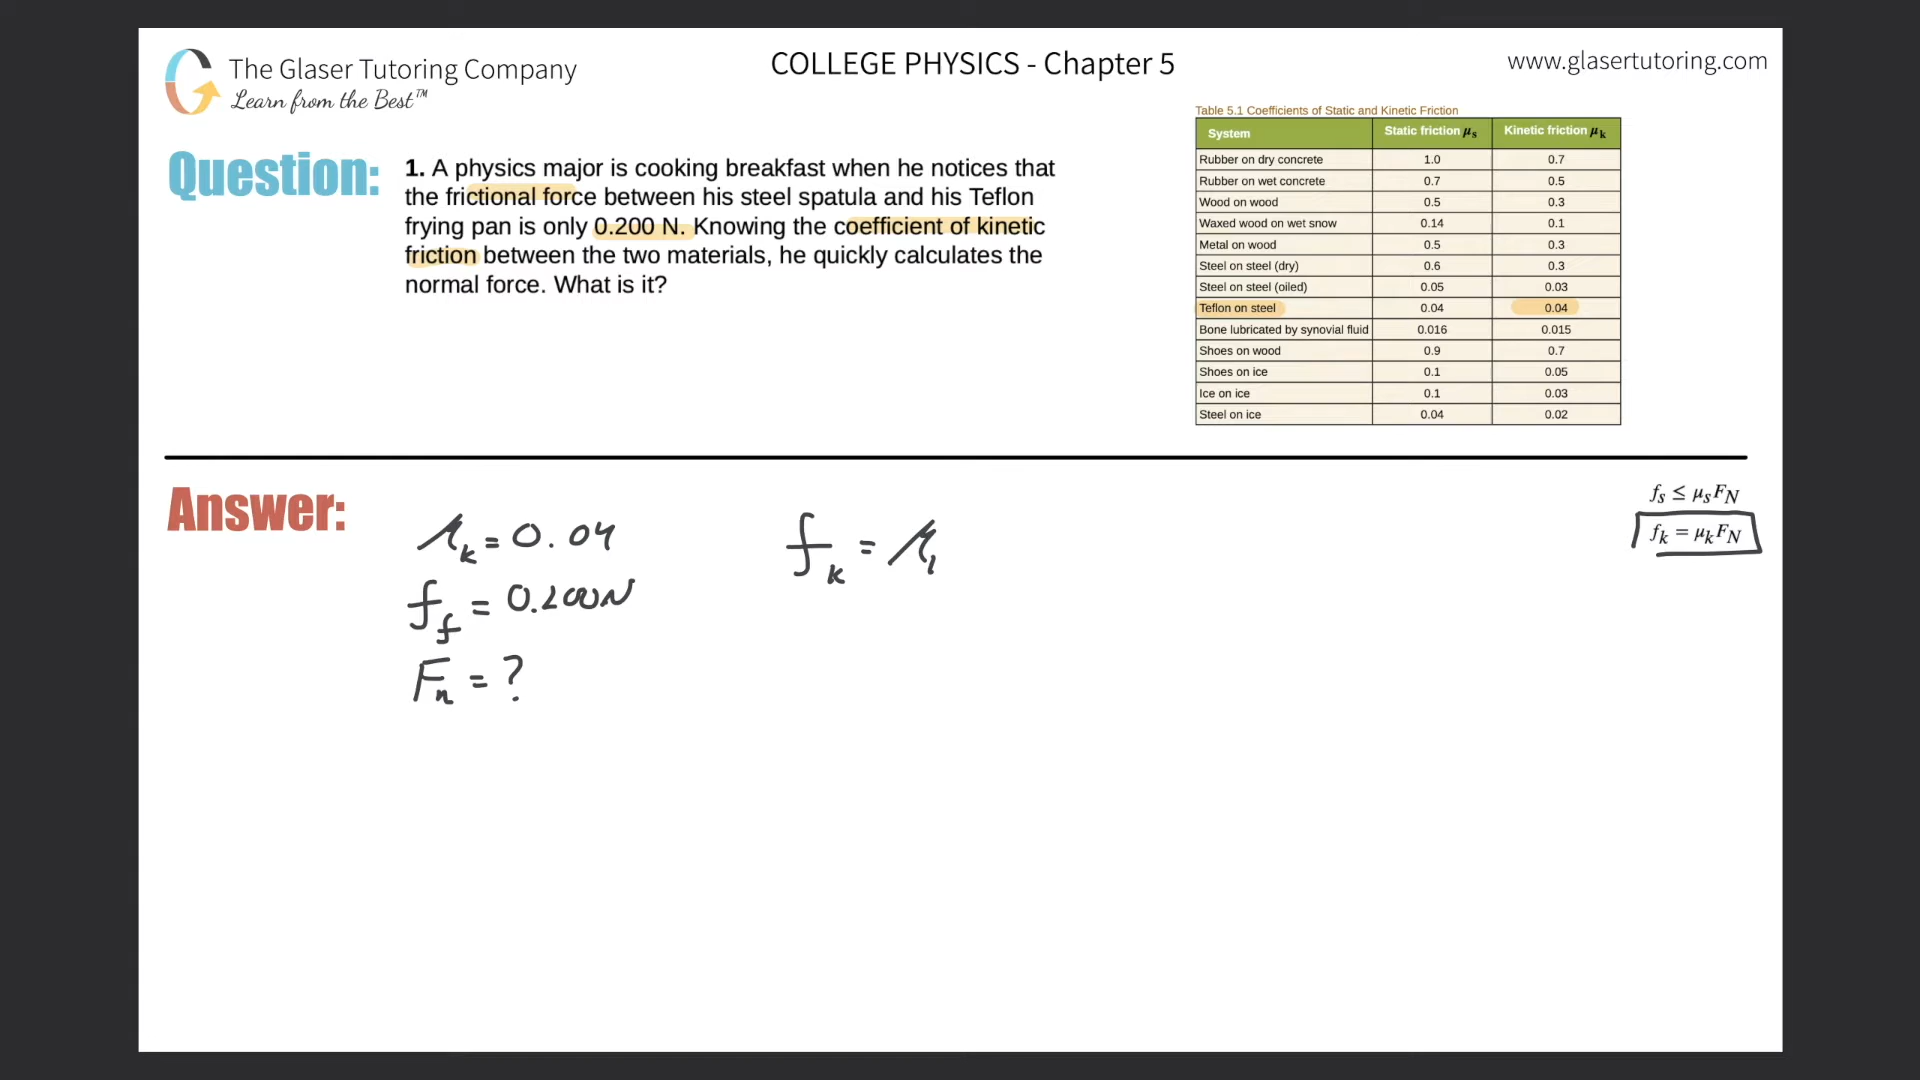 The Glaser Tutoring Company
Learn from the Best™
COLLEGE PHYSICS - Chapter 5
www.glasertutoring.com
Question:
1. A physics major is cooking breakfast when he notices that
the frictional force between his steel spatula and his Teflon
frying pan is only 0.200 N. Knowing the coefficient of kinetic
friction between the two materials, he quickly calculates the
normal force. What is it?
Table 5.1 Coefficients of Static and Kinetic Friction
System Static friction μs Kinetic friction μk
Rubber on dry concrete 1.0 0.7
Rubber on wet concrete 0.7 0.5
Wood on wood 0.5 0.3
Waxed wood on wet snow 0.14 0.1
Metal on wood 0.5 0.3
Steel on steel (dry) 0.6 0.3
Steel on steel (oiled) 0.05 0.03
Teflon on steel 0.04 0.04
Bone lubricated by synovial fluid 0.016 0.015
Shoes on wood 0.9 0.7
Shoes on ice 0.1 0.05
Ice on ice 0.1 0.03
Steel on ice 0.04 0.02
Answer:
μk = 0.04
ff = 0.200N
Fn = ?
fk = μ
fs ≤ μsFN
fk = μkFN